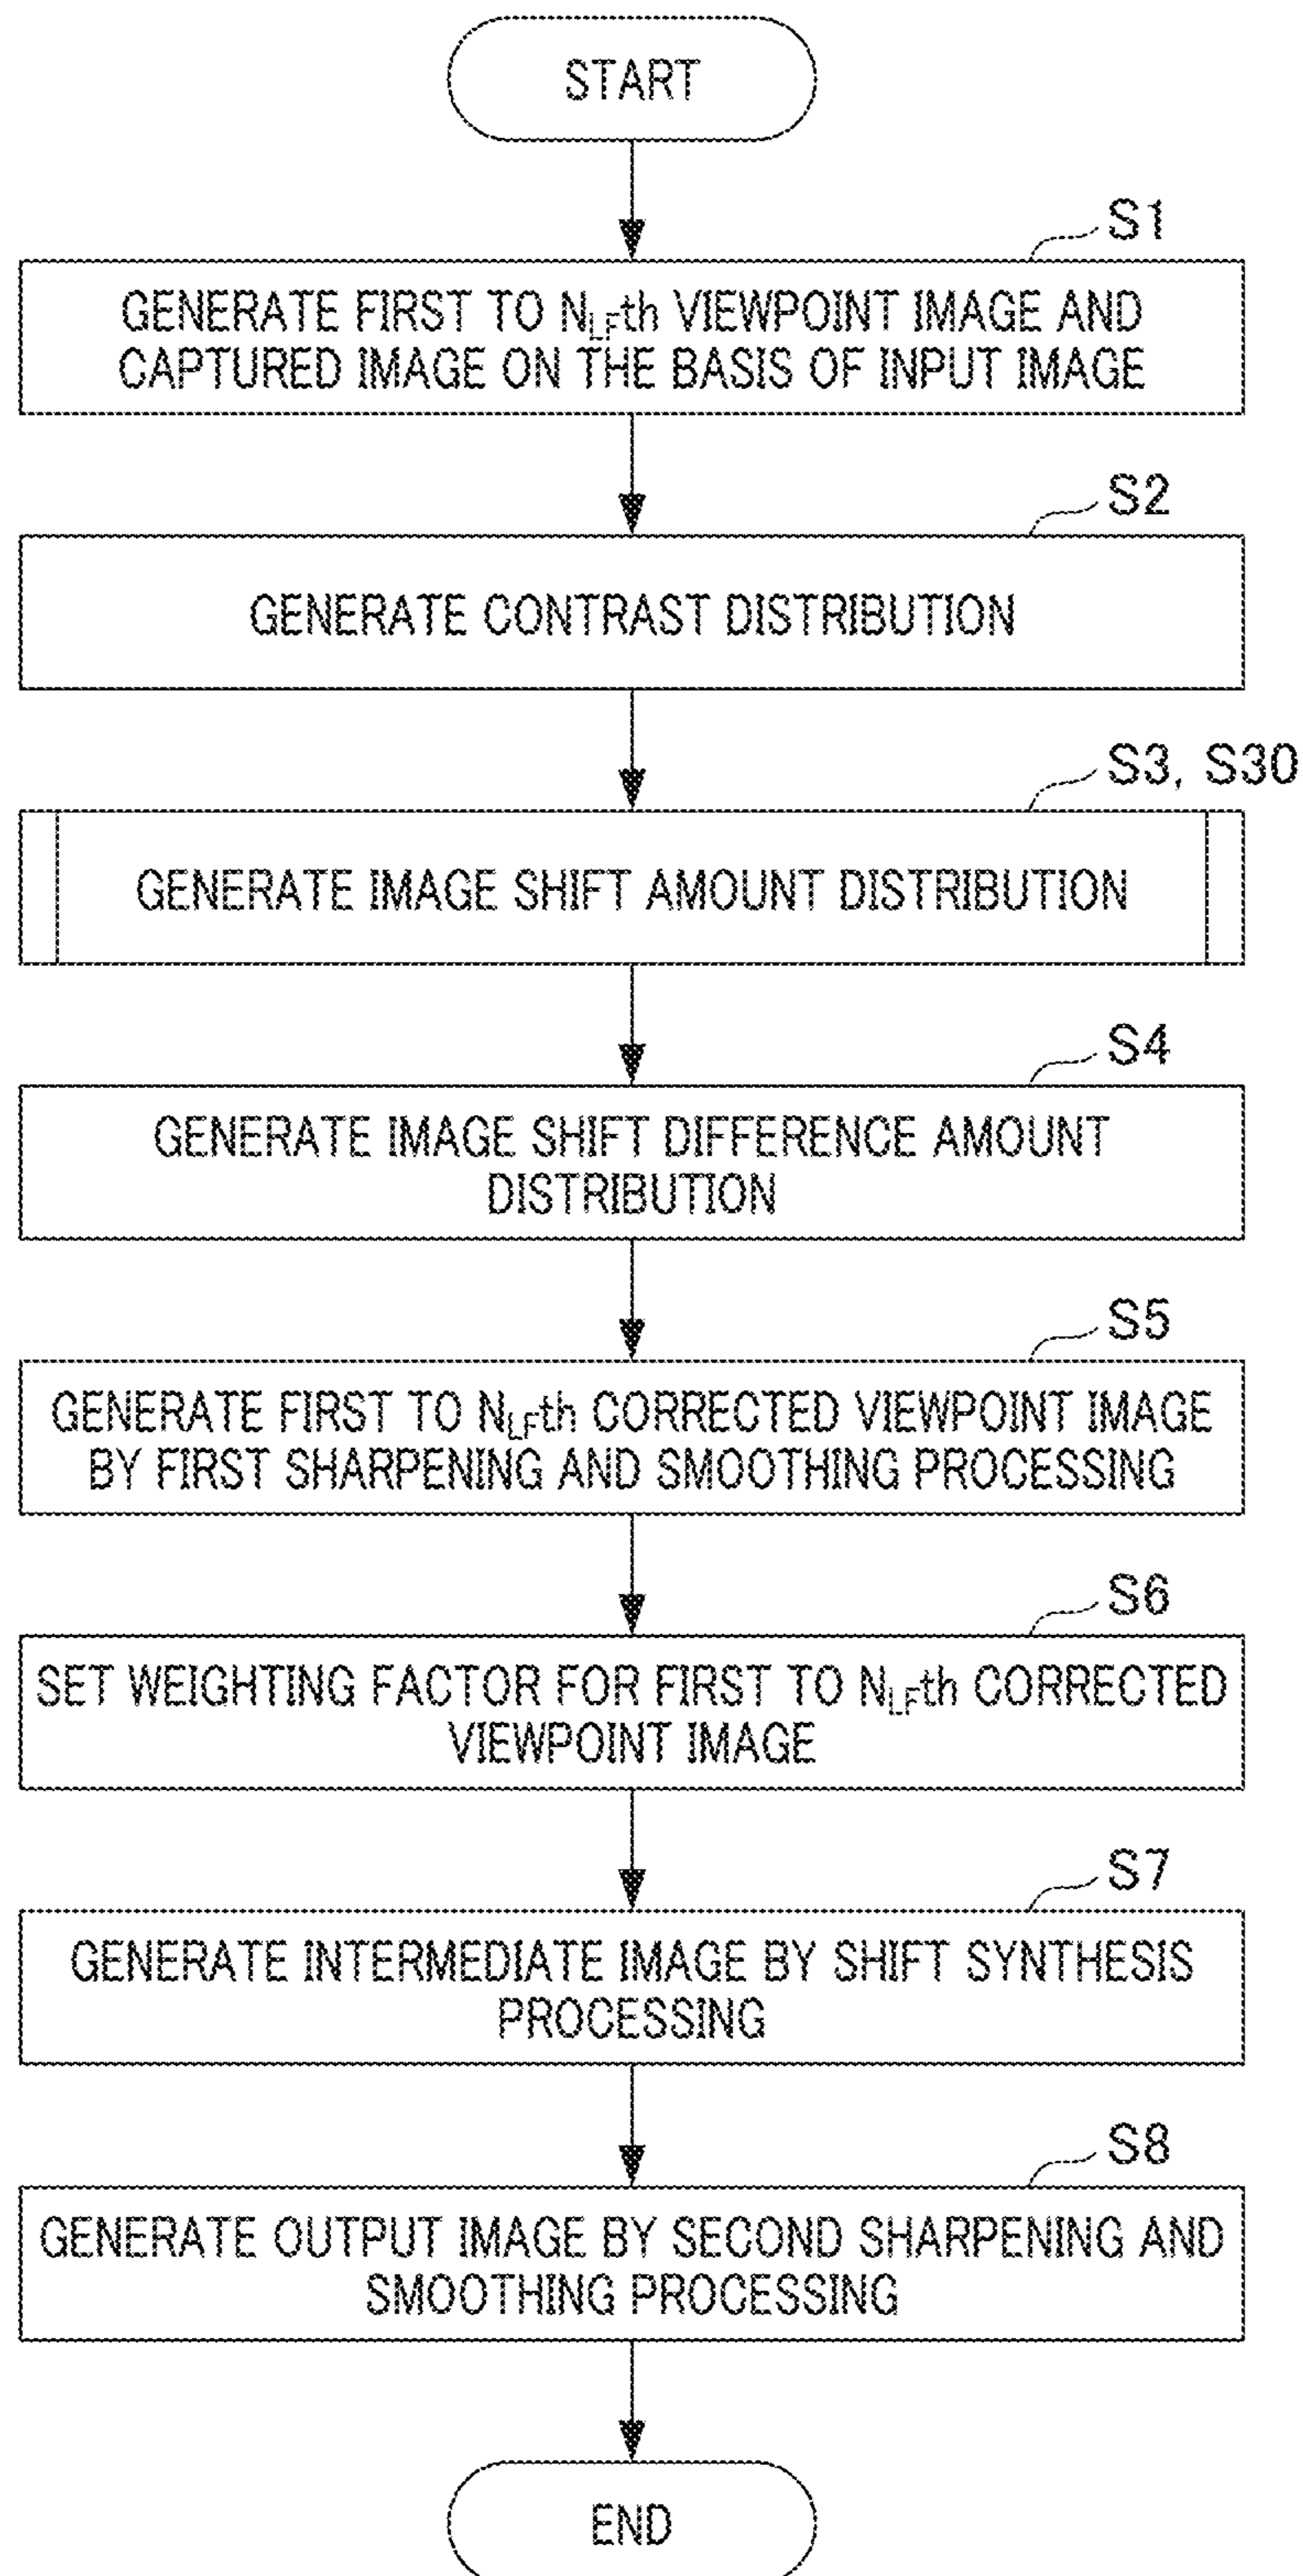 START
S1
GENERATE FIRST TO N_LFth VIEWPOINT IMAGE AND
CAPTURED IMAGE ON THE BASIS OF INPUT IMAGE
S2
GENERATE CONTRAST DISTRIBUTION
S3, S30
GENERATE IMAGE SHIFT AMOUNT DISTRIBUTION
S4
GENERATE IMAGE SHIFT DIFFERENCE AMOUNT
DISTRIBUTION
S5
GENERATE FIRST TO N_LFth CORRECTED VIEWPOINT IMAGE
BY FIRST SHARPENING AND SMOOTHING PROCESSING
S6
SET WEIGHTING FACTOR FOR FIRST TO N_LFth CORRECTED
VIEWPOINT IMAGE
S7
GENERATE INTERMEDIATE IMAGE BY SHIFT SYNTHESIS
PROCESSING
S8
GENERATE OUTPUT IMAGE BY SECOND SHARPENING AND
SMOOTHING PROCESSING
END